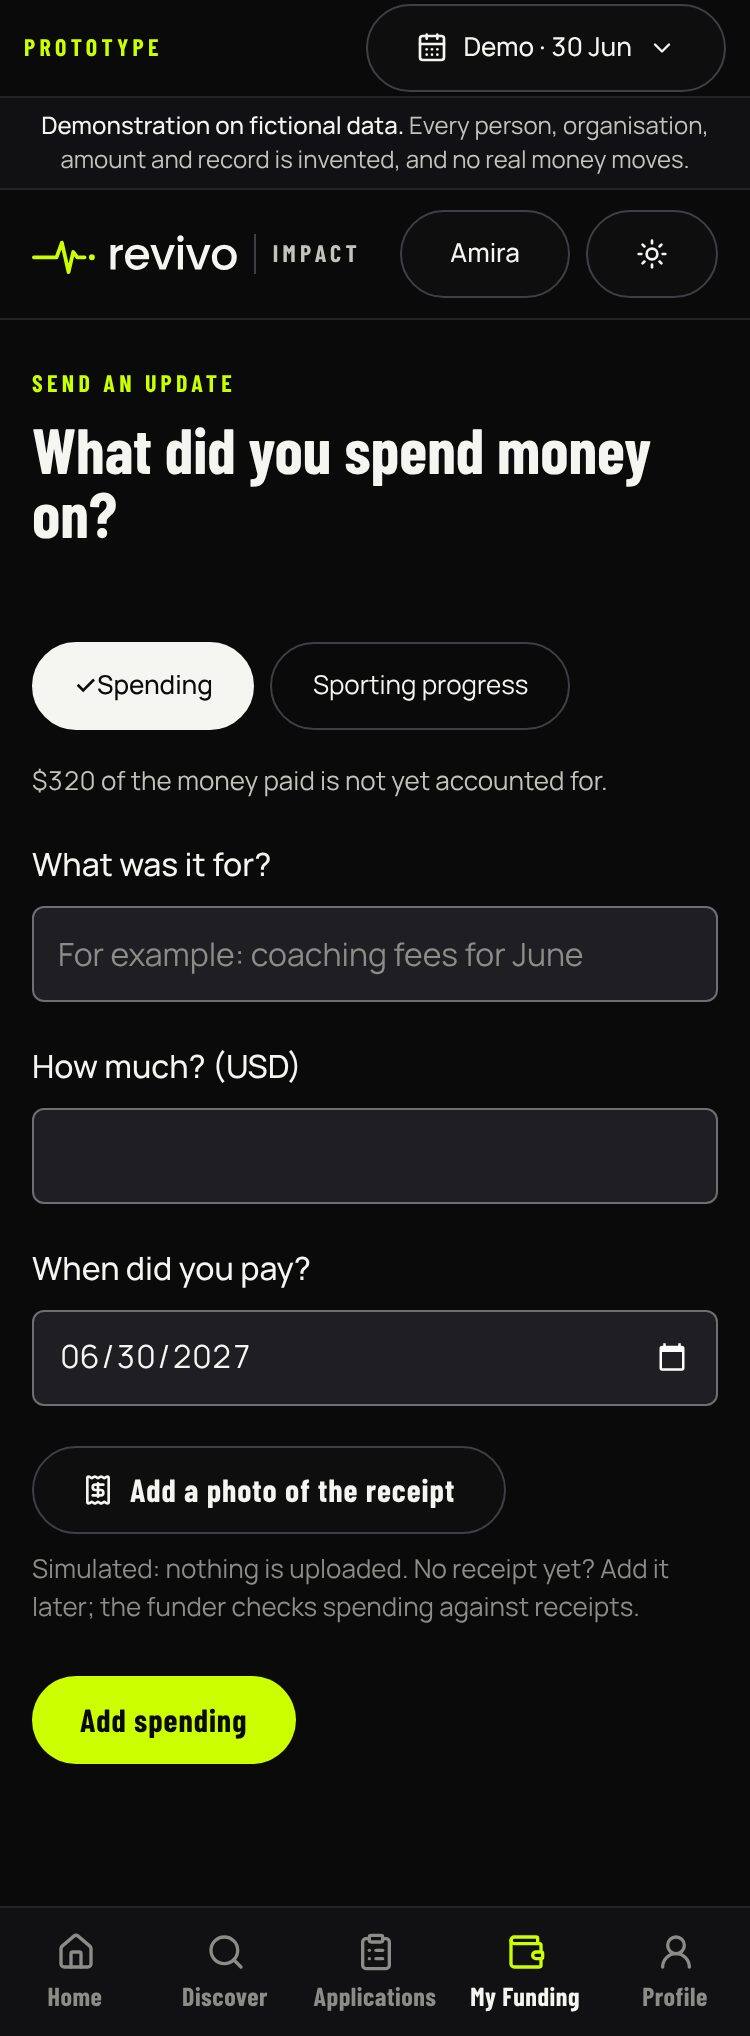 PROTOTYPE
Demo · 30 Jun
Demonstration on fictional data. Every person, organisation,
amount and record is invented, and no real money moves.
revivo IMPACT
Amira
SEND AN UPDATE
What did you spend money
on?
Spending
Sporting progress
$320 of the money paid is not yet accounted for.
What was it for?
For example: coaching fees for June
How much? (USD)
When did you pay?
06/30/2027
Add a photo of the receipt
Simulated: nothing is uploaded. No receipt yet? Add it
later; the funder checks spending against receipts.
Add spending
Home
Discover
Applications
My Funding
Profile